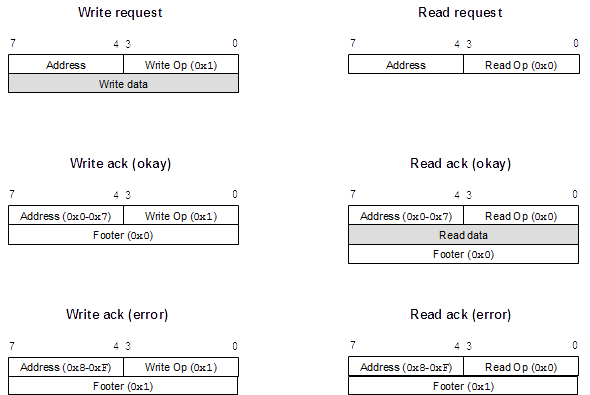 Write request Read request
7 4 3 0 7 4 3 0
Address Write Op (0x1) Address Read Op (0x0)
Write data
Write ack (okay) Read ack (okay)
7 4 3 0 7 4 3 0
Address (0x0-0x7) Write Op (0x1) Address (0x0-0x7) Read Op (0x0)
Footer (0x0) Read data
Footer (0x0)
Write ack (error) Read ack (error)
7 4 3 0 7 4 3 0
Address (0x8-0xF) Write Op (0x1) Address (0x8-0xF) Read Op (0x0)
Footer (0x1) Footer (0x1)